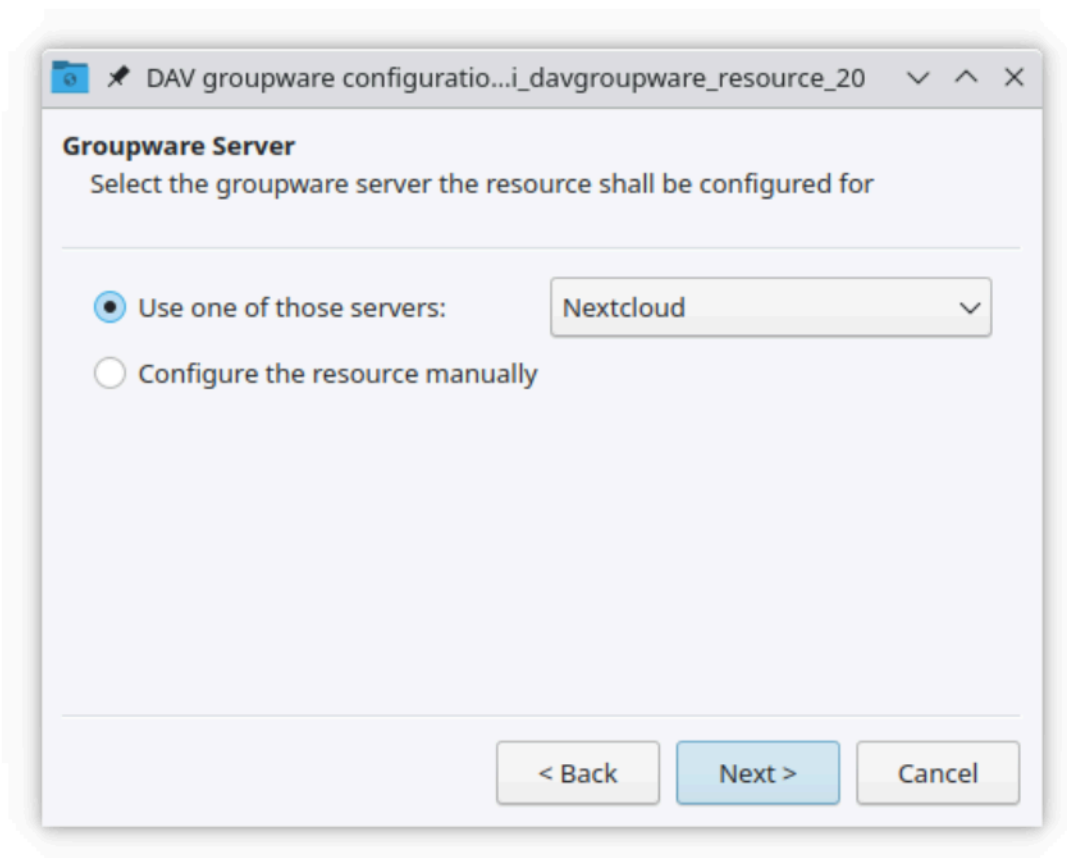 DAV groupware configuratio...i_davgroupware_resource_20
Groupware Server
Select the groupware server the resource shall be configured for
Use one of those servers: Nextcloud
Configure the resource manually
< Back Next > Cancel